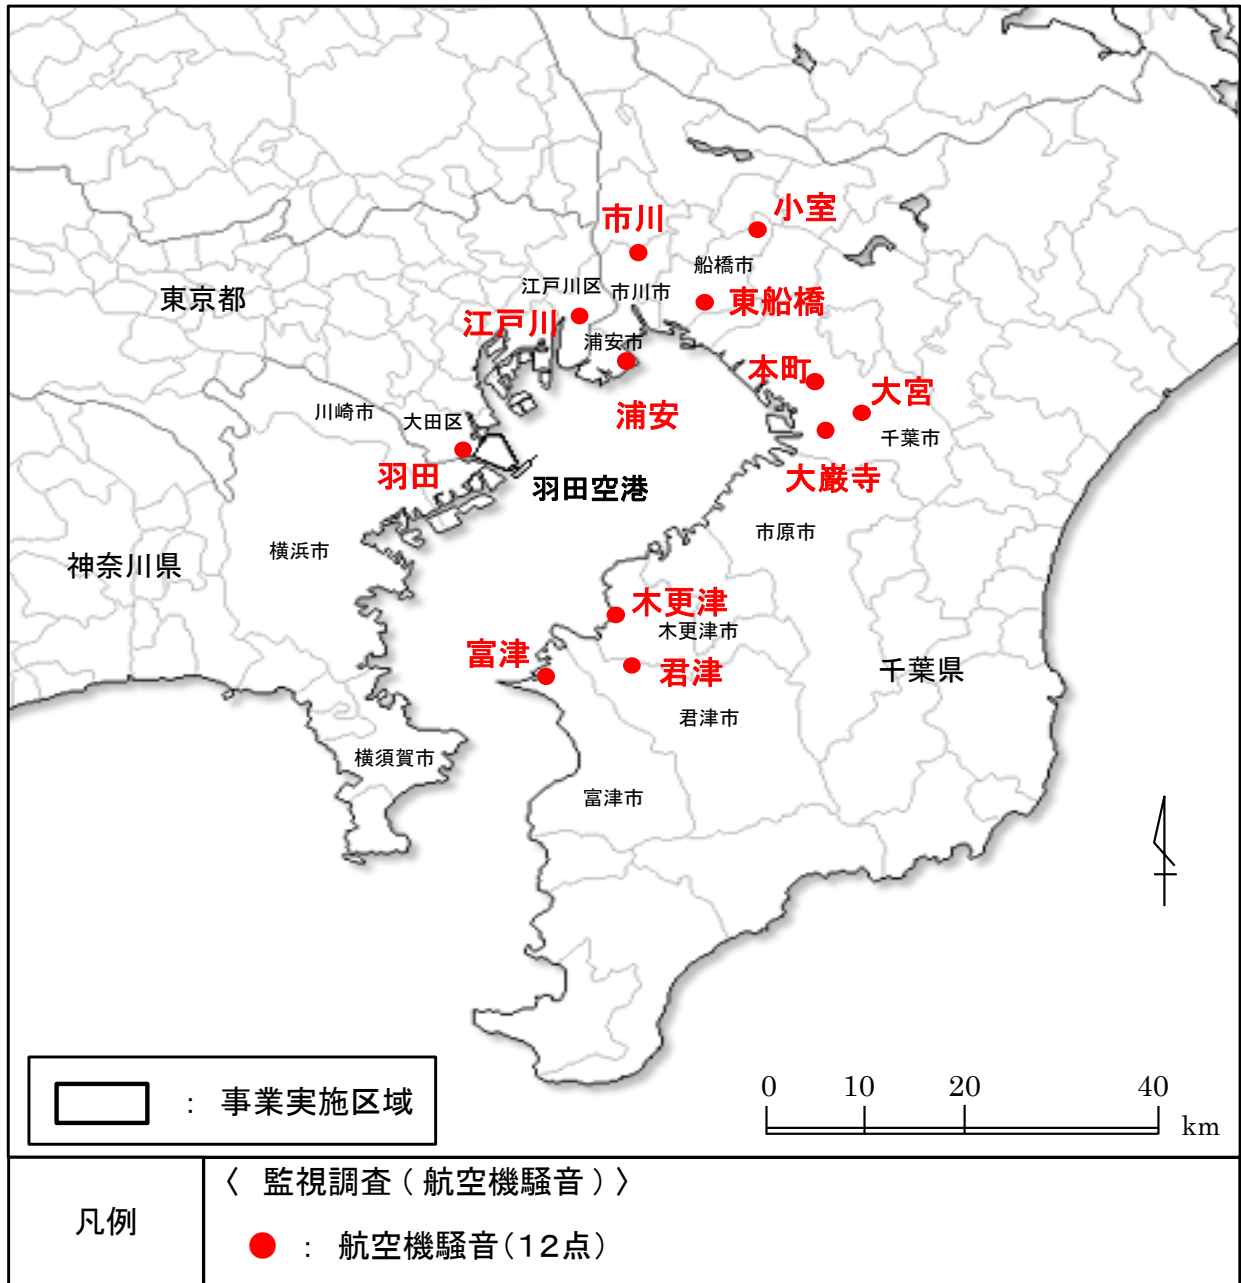 小室
市川
船橋市
江戸川区
市川市
東京都
東船橋
江戸川
浦安市
本町
大宮
川崎市
大田区
浦安
千葉市
羽田
大巌寺
羽田空港
市原市
横浜市
神奈川県
木更津
木更津市
富津
君津
千葉県
君津市
横須賀市
富津市
： 事業実施区域
0 10 20 40
km
凡例
〈 監視調査（航空機騒音）〉
： 航空機騒音（１２点）